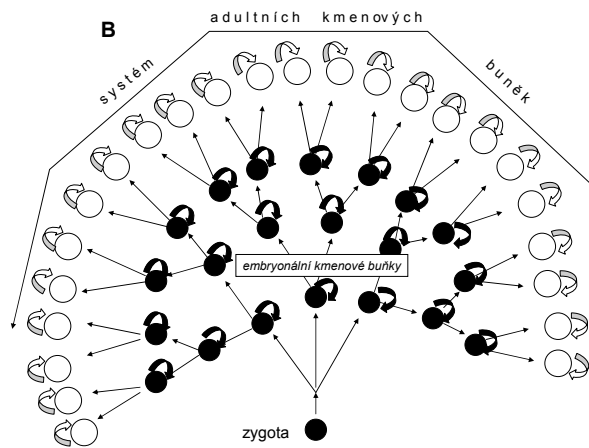 B
systém
adultních kmenových
buněk
embryonální kmenové buňky
zygota